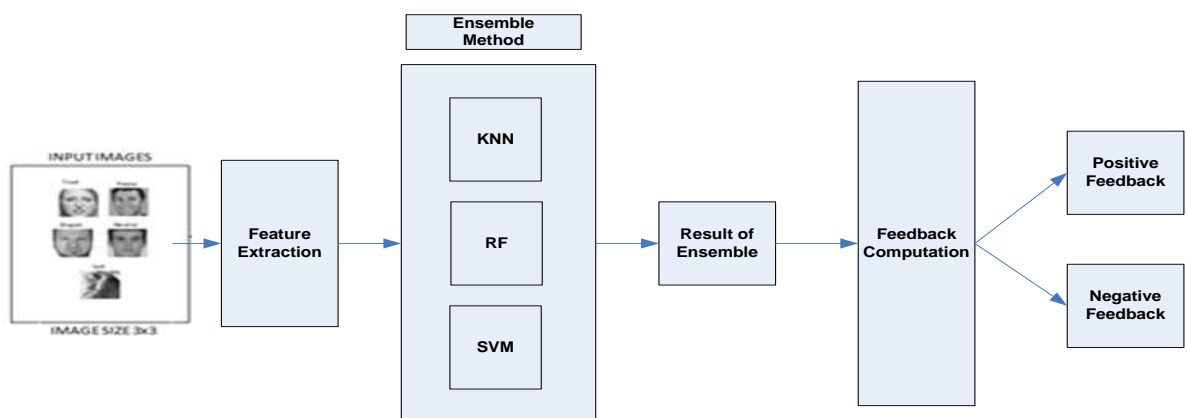 Ensemble
Method
INPUT IMAGES
KNN
RF
SVM
Feature
Extraction
Result of
Ensemble
Feedback
Computation
Positive
Feedback
Negative
Feedback
Neutral
IMAGE SIZE 3x3